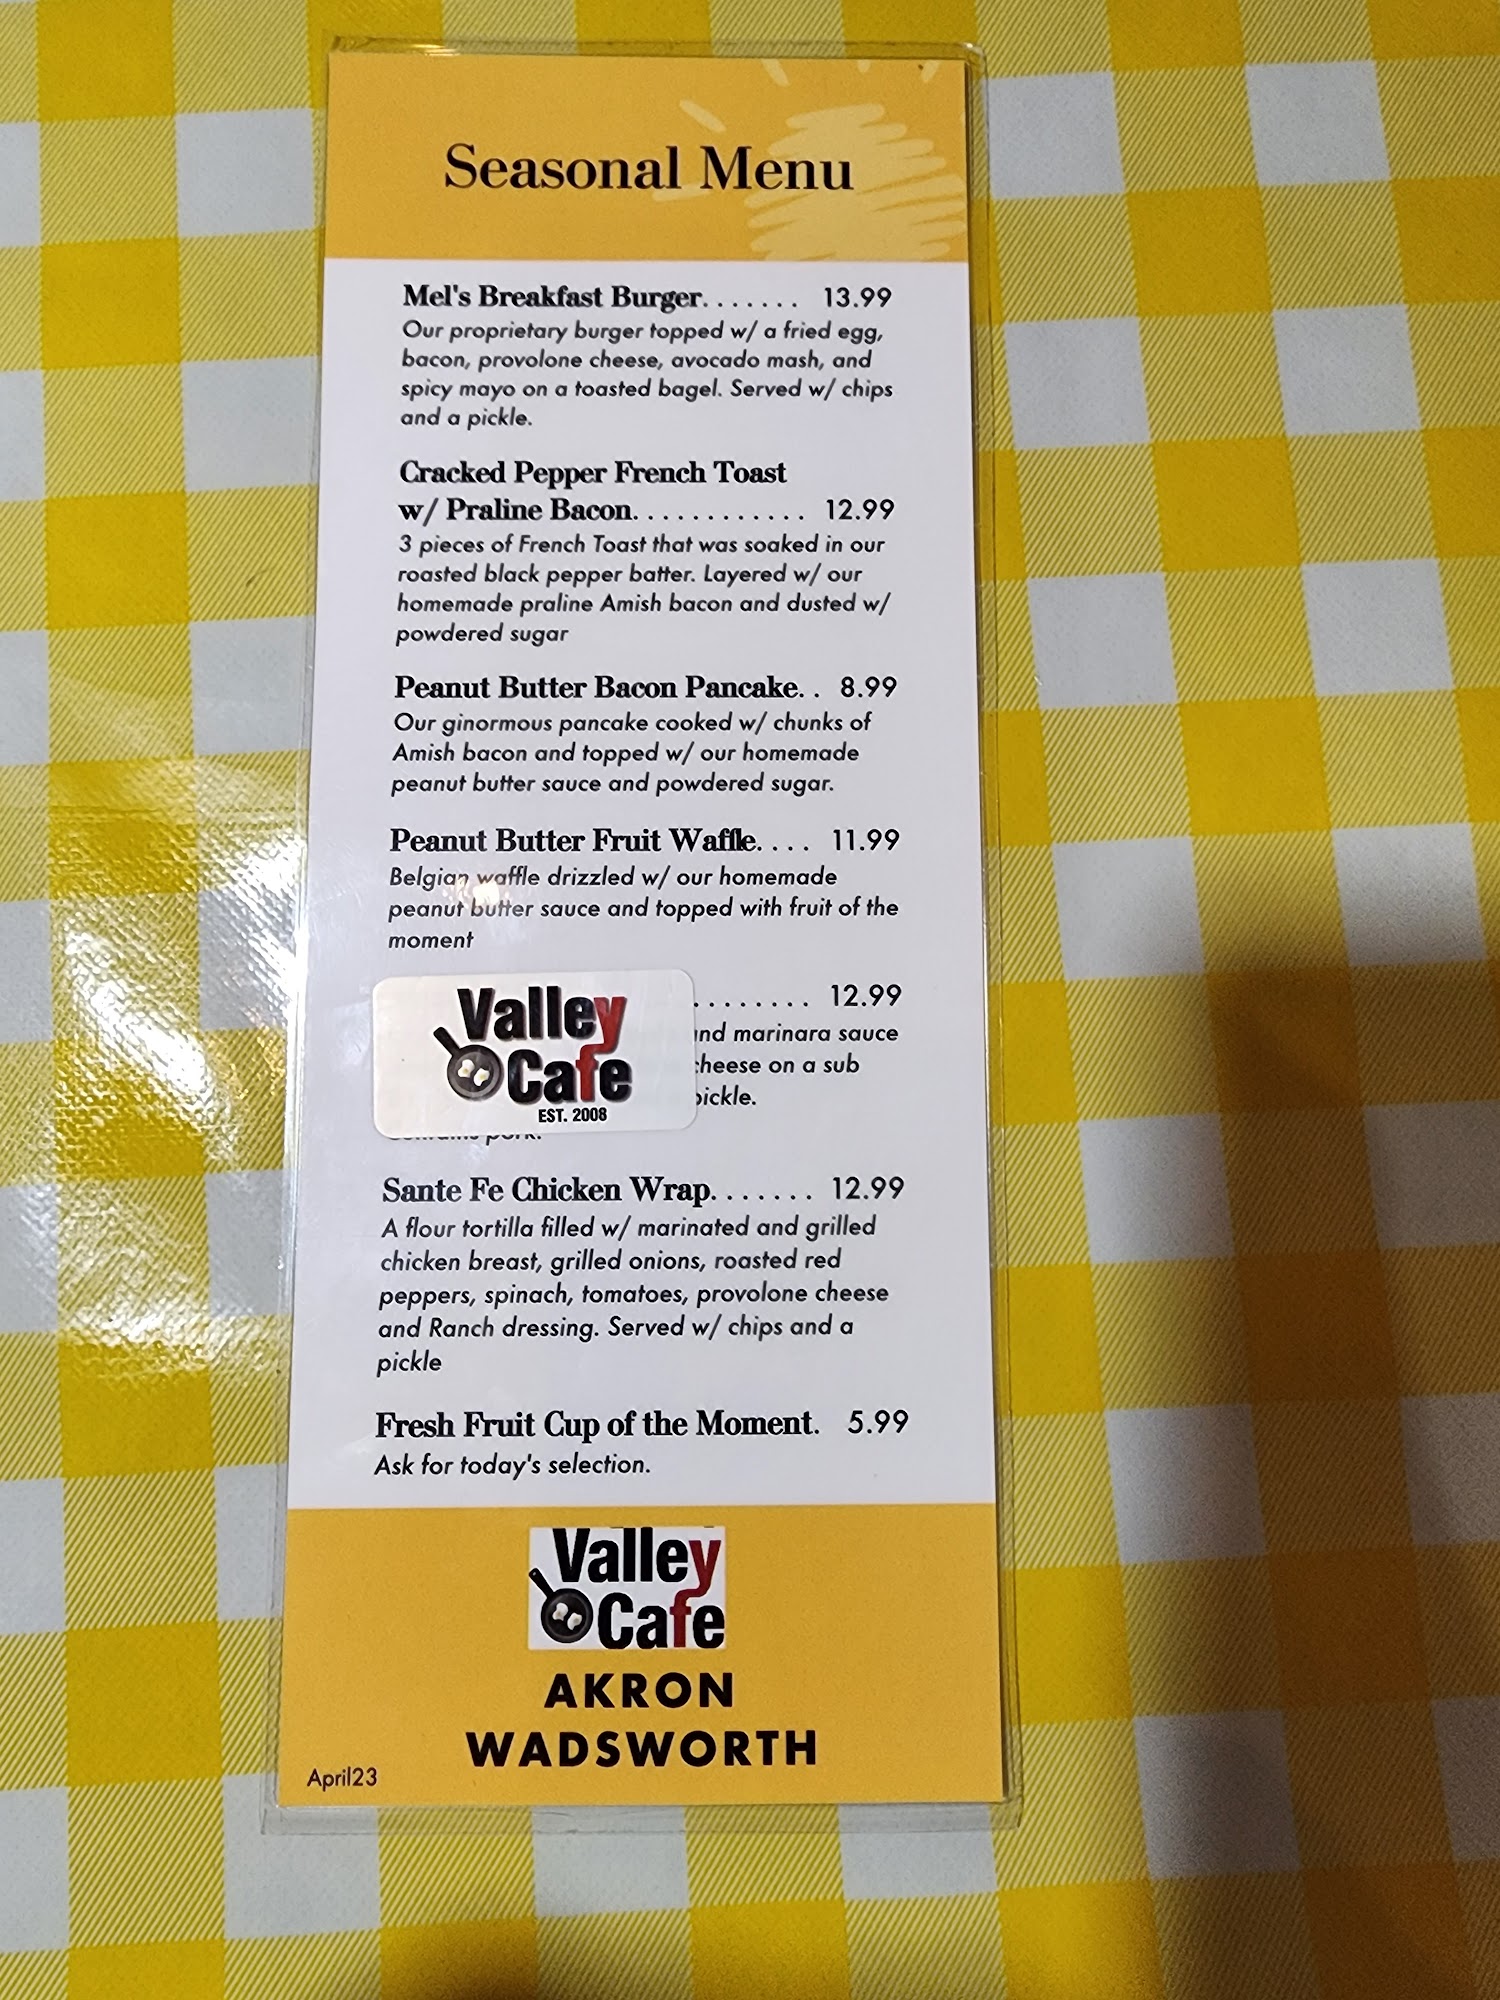 Seasonal Menu
Mel's Breakfast Burger....... 13.99
Our proprietary burger topped w/ a fried egg,
bacon, provolone cheese, avocado mash, and
spicy mayo on a toasted bagel. Served w/ chips
and a pickle.
Cracked Pepper French Toast
w/ Praline Bacon............ 12.99
3 pieces of French Toast that was soaked in our
roasted black pepper batter. Layered w/ our
homemade praline Amish bacon and dusted w/
powdered sugar
Peanut Butter Bacon Pancake.. 8.99
Our ginormous pancake cooked w/ chunks of
Amish bacon and topped w/ our homemade
peanut butter sauce and powdered sugar.
Peanut Butter Fruit Waffle.... 11.99
Belgian waffle drizzled w/ our homemade
peanut butter sauce and topped with fruit of the
moment
Valley
Cafe
EST. 2008
........ 12.99
and marinara sauce
cheese on a sub
pickle.
pork.
Sante Fe Chicken Wrap....... 12.99
A flour tortilla filled w/ marinated and grilled
chicken breast, grilled onions, roasted red
peppers, spinach, tomatoes, provolone cheese
and Ranch dressing. Served w/ chips and a
pickle
Fresh Fruit Cup of the Moment. 5.99
Ask for today's selection.
Valley
Cafe
AKRON
WADSWORTH
April23